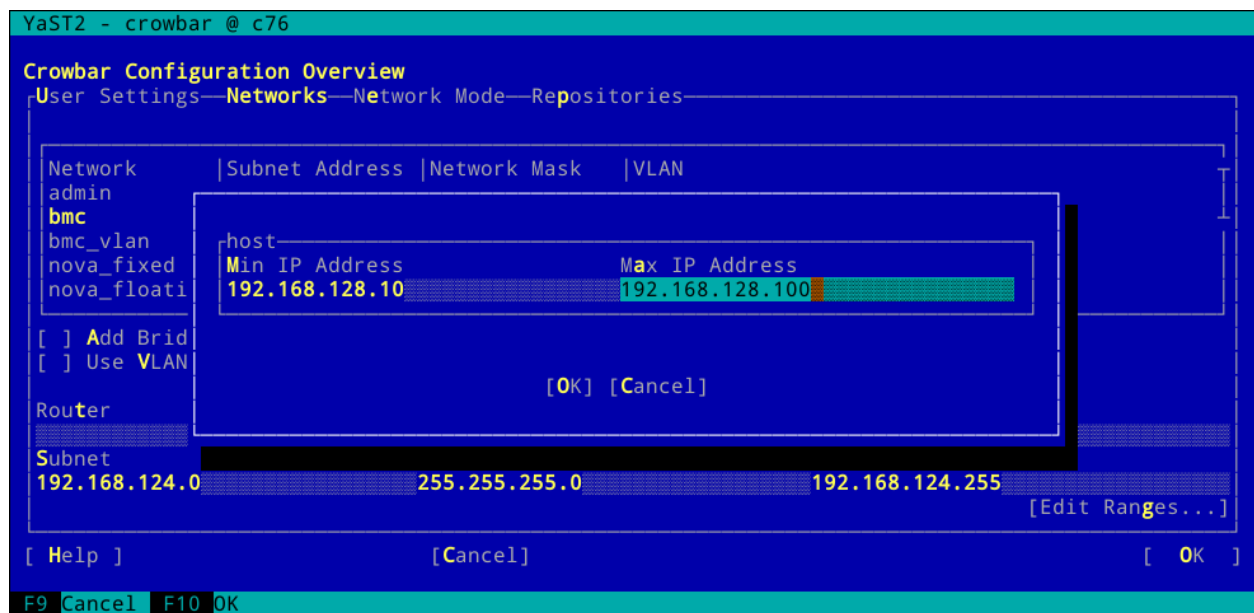 YaST2 - crowbar @ c76
Crowbar Configuration Overview
User Settings Networks Network Mode Repositories
Network |Subnet Address |Network Mask |VLAN
admin
bmc
bmc_vlan
host
nova_fixed
Min IP Address Max IP Address
nova_floati
192.168.128.10 192.168.128.100
[ ] Add Brid
[ ] Use VLAN
[OK] [Cancel]
Router
Subnet
192.168.124.0 255.255.255.0 192.168.124.255
[Edit Ranges...]
[ Help ] [Cancel] [ OK ]
F9 Cancel F10 OK